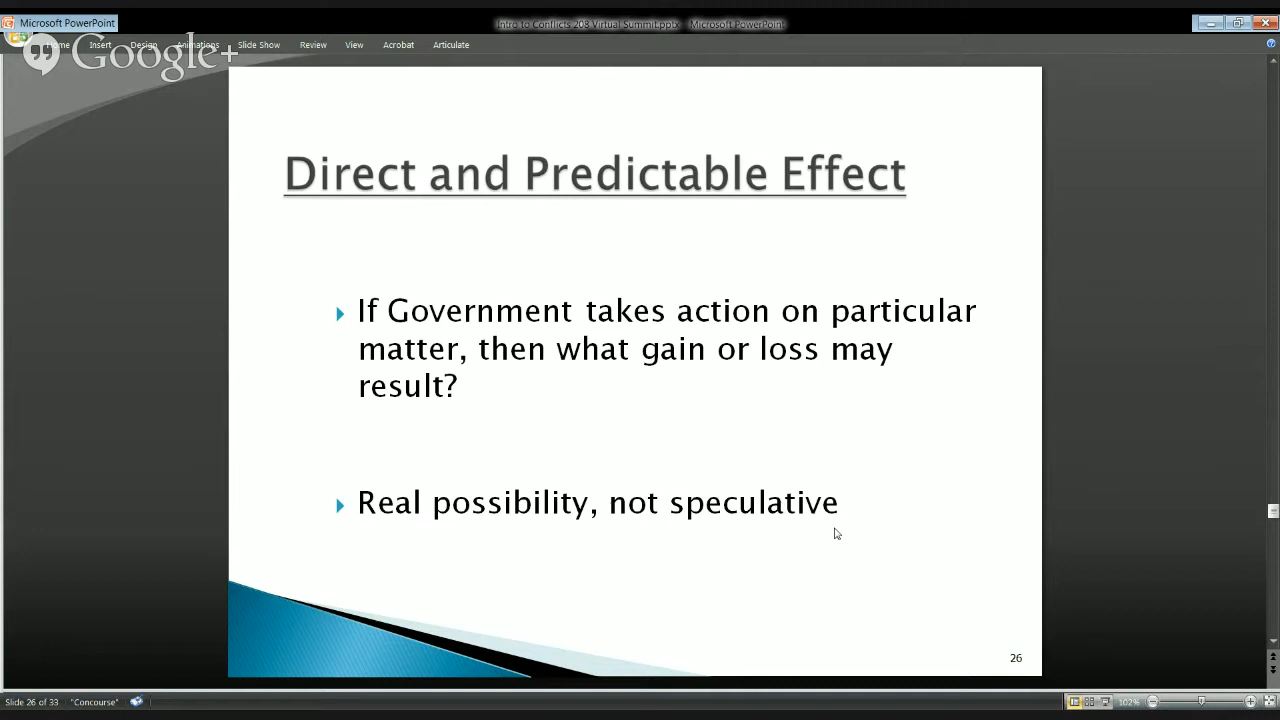 Microsoft PowerPoint
Intro to Conflicts 208 Virtual Summit.pptx - Microsoft PowerPoint
Home Insert Design Animations Slide Show Review View Acrobat Articulate
Google+
Direct and Predictable Effect
If Government takes action on particular
matter, then what gain or loss may
result?
Real possibility, not speculative
26
Slide 26 of 33 "Concourse" 102%